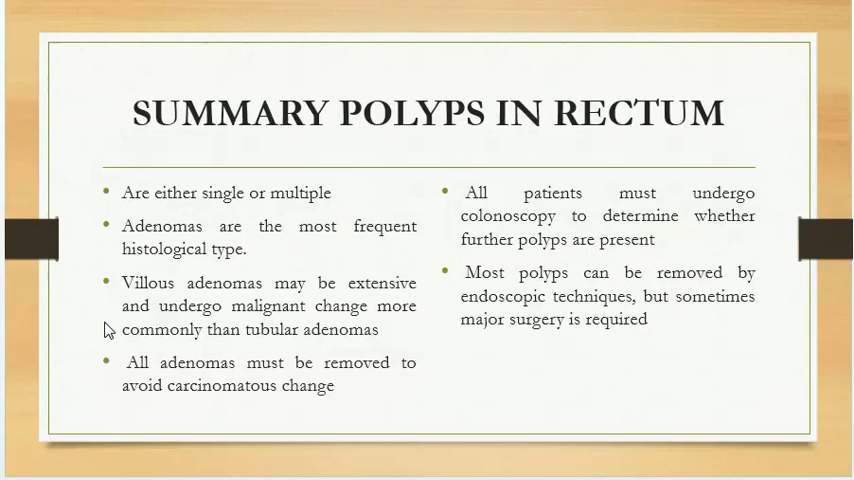 SUMMARY POLYPS IN RECTUM
• Are either single or multiple
• Adenomas are the most frequent
histological type.
• Villous adenomas may be extensive
and undergo malignant change more
commonly than tubular adenomas
• All adenomas must be removed to
avoid carcinomatous change
• All patients must undergo
colonoscopy to determine whether
further polyps are present
• Most polyps can be removed by
endoscopic techniques, but sometimes
major surgery is required